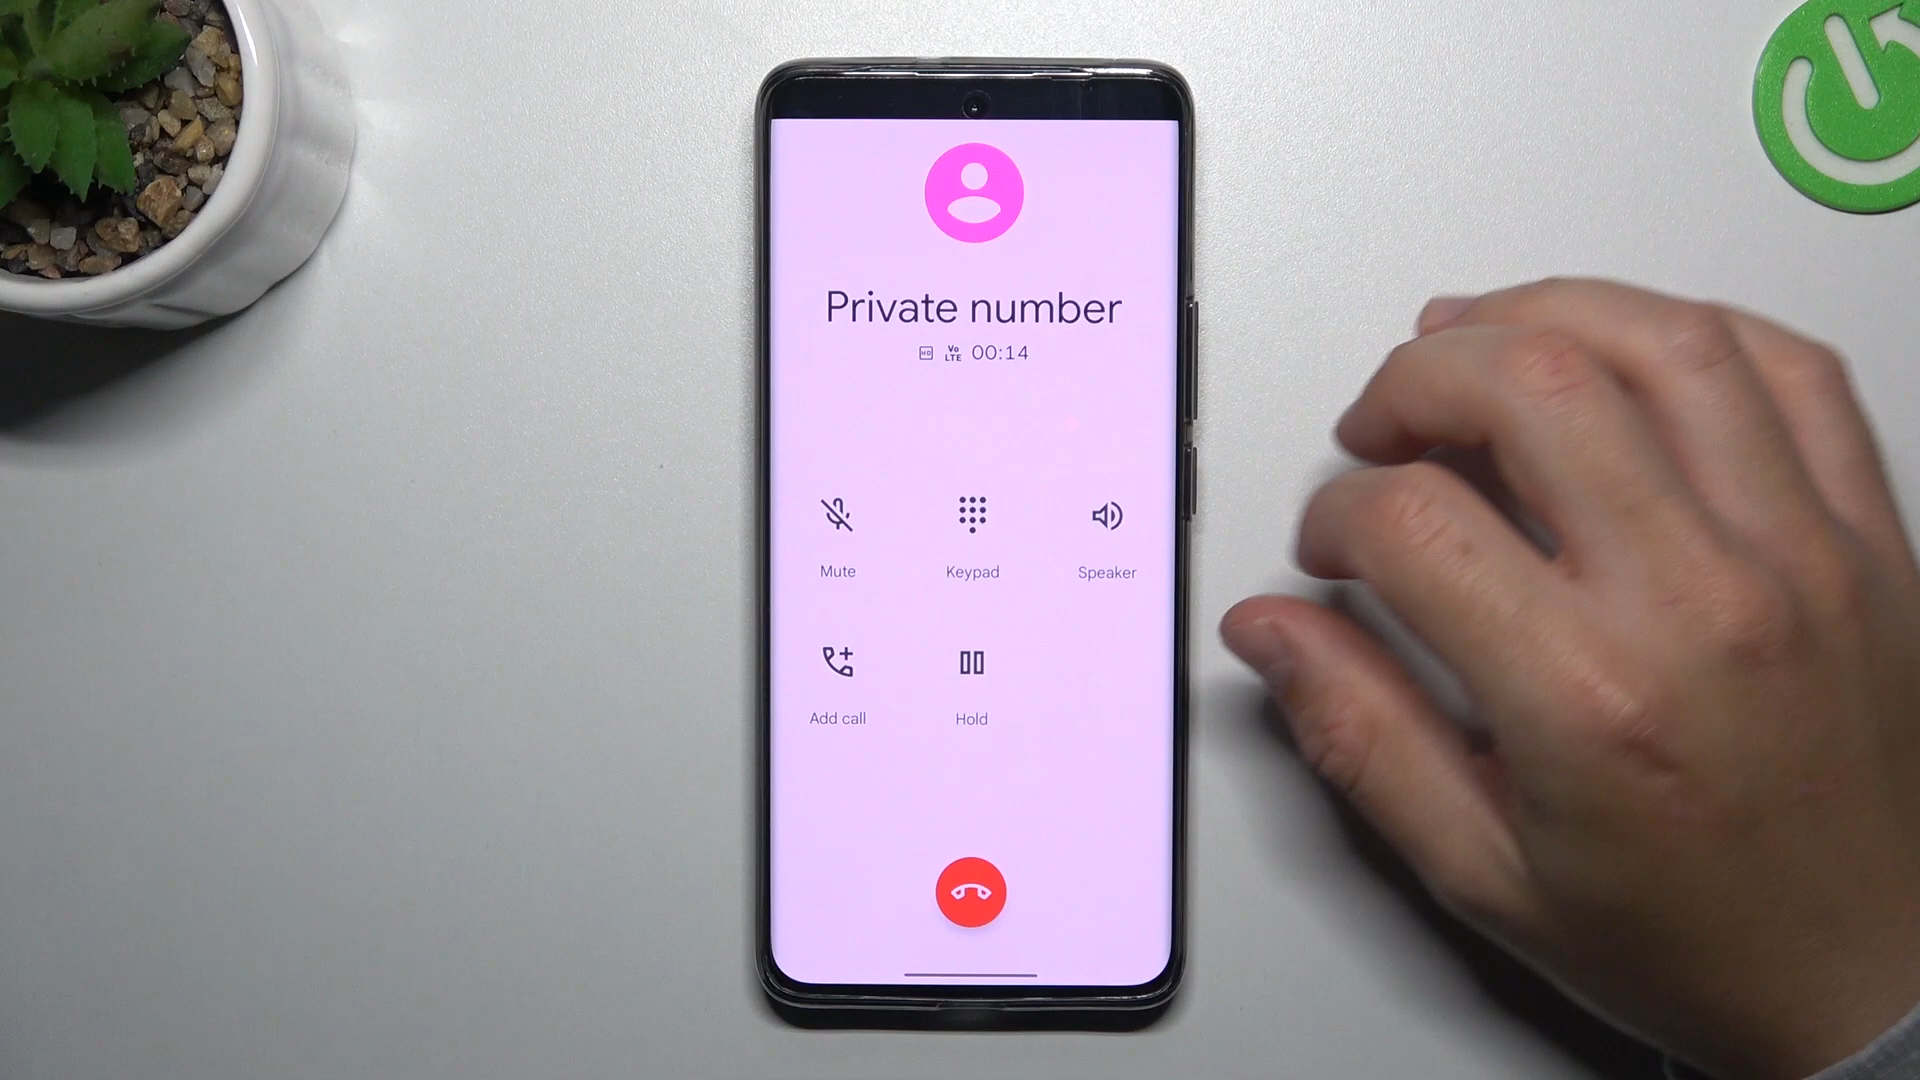 Private number
HD Vo LTE 00:14
Mute Keypad Speaker
Add call Hold